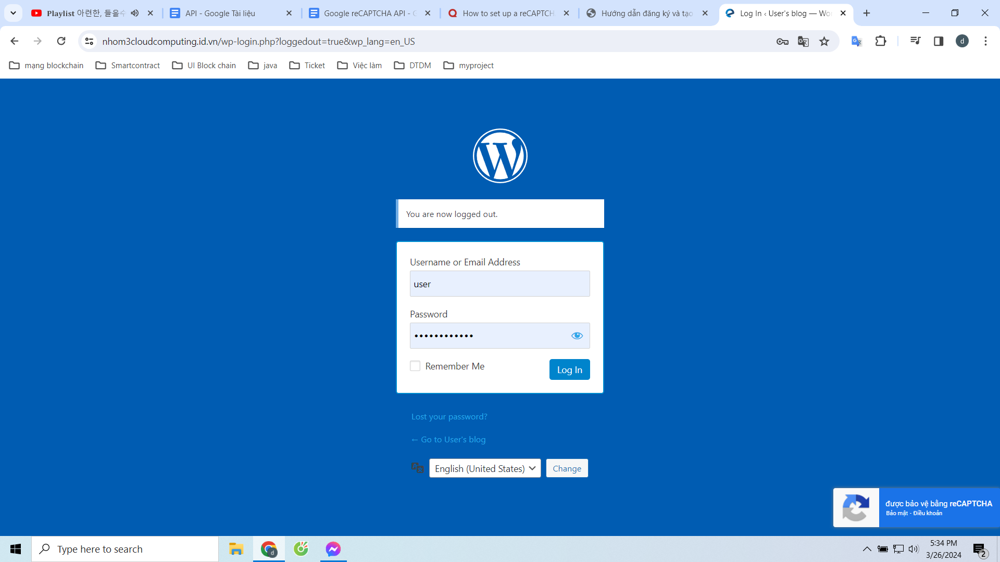 Playlist 아련한, 들을수
API - Google Tài liệu
Google reCAPTCHA API - G
How to set up a reCAPTCH
Hướng dẫn đăng ký và tạo
Log In ‹ User's blog — Wor
nhom3cloudcomputing.id.vn/wp-login.php?loggedout=true&wp_lang=en_US
d
mạng blockchain
Smartcontract
UI Block chain
java
Ticket
Việc làm
DTDM
myproject
You are now logged out.
Username or Email Address
user
Password
Remember Me
Log In
Lost your password?
← Go to User's blog
English (United States)
Change
được bảo vệ bằng reCAPTCHA
Bảo mật - Điều khoản
Type here to search
d
5:34 PM
3/26/2024
2